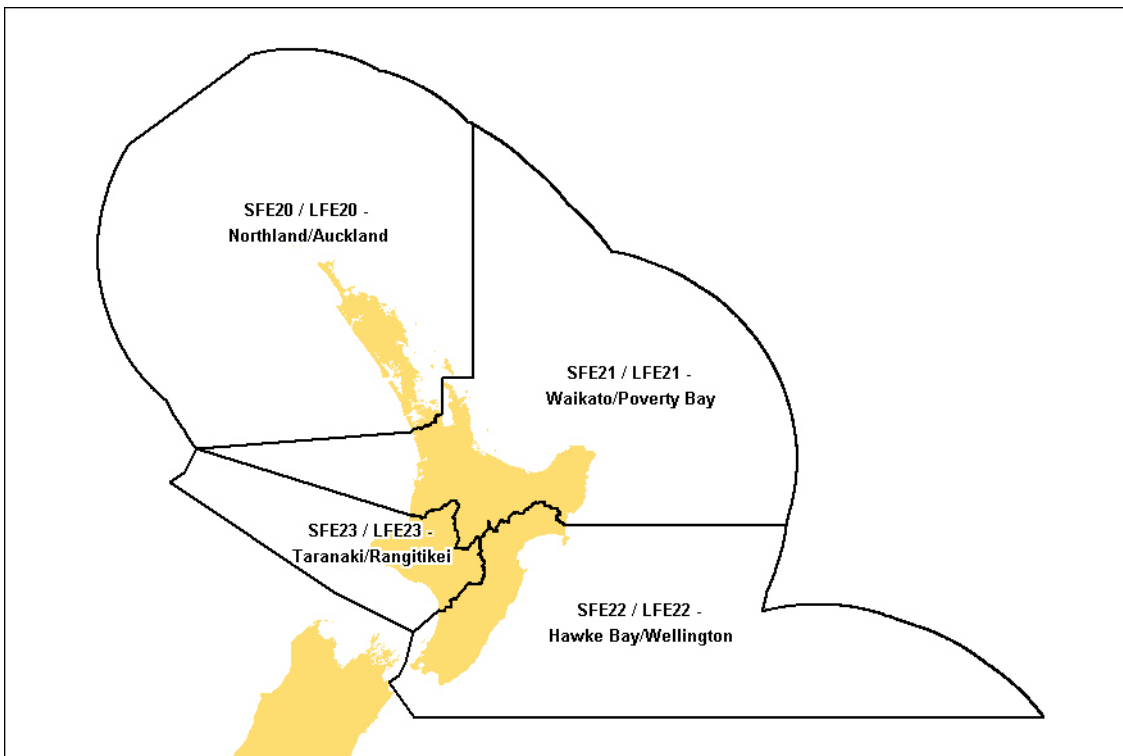 SFE20 / LFE20 -
Northland/Auckland
SFE21 / LFE21 -
Waikato/Poverty Bay
SFE23 / LFE23 -
Taranaki/Rangitikei
SFE22 / LFE22 -
Hawke Bay/Wellington